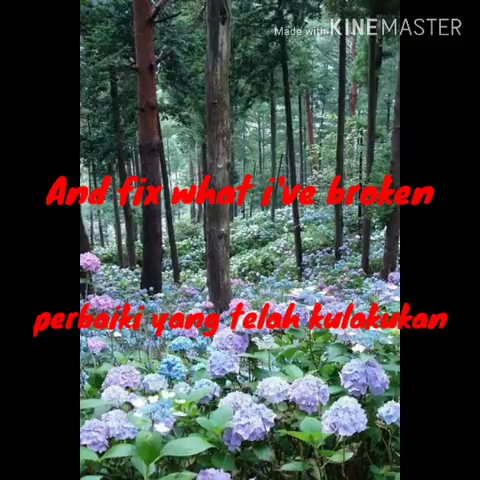 Made with KINEMASTER
And fix what i've broken
perbaiki yang telah kulakukan